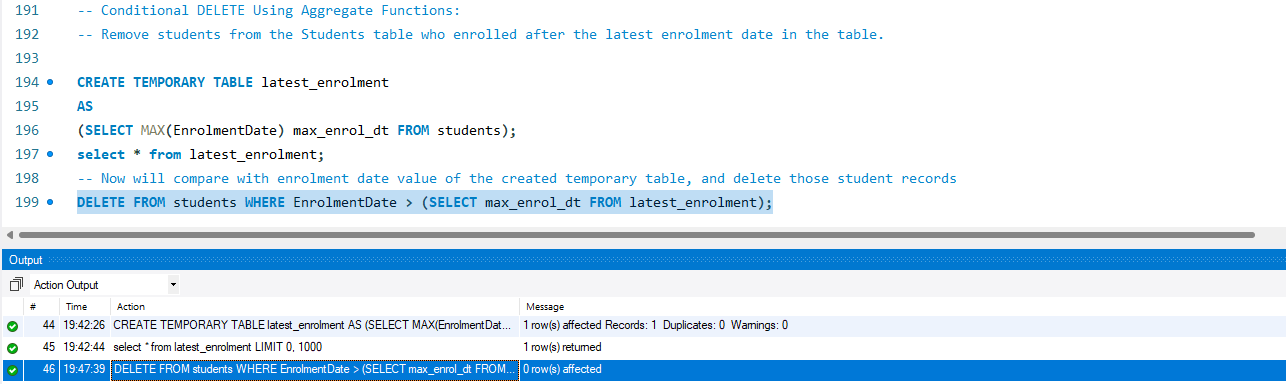 191 -- Conditional DELETE Using Aggregate Functions:
192 -- Remove students from the Students table who enrolled after the latest enrolment date in the table.
193
194 CREATE TEMPORARY TABLE latest_enrolment
195 AS
196 (SELECT MAX(EnrolmentDate) max_enrol_dt FROM students);
197 select * from latest_enrolment;
198 -- Now will compare with enrolment date value of the created temporary table, and delete those student records
199 DELETE FROM students WHERE EnrolmentDate > (SELECT max_enrol_dt FROM latest_enrolment);
Output
Action Output
# Time Action Message
44 19:42:26 CREATE TEMPORARY TABLE latest_enrolment AS (SELECT MAX(EnrolmentDat... 1 row(s) affected Records: 1 Duplicates: 0 Warnings: 0
45 19:42:44 select * from latest_enrolment LIMIT 0, 1000 1 row(s) returned
46 19:47:39 DELETE FROM students WHERE EnrolmentDate > (SELECT max_enrol_dt FROM... 0 row(s) affected